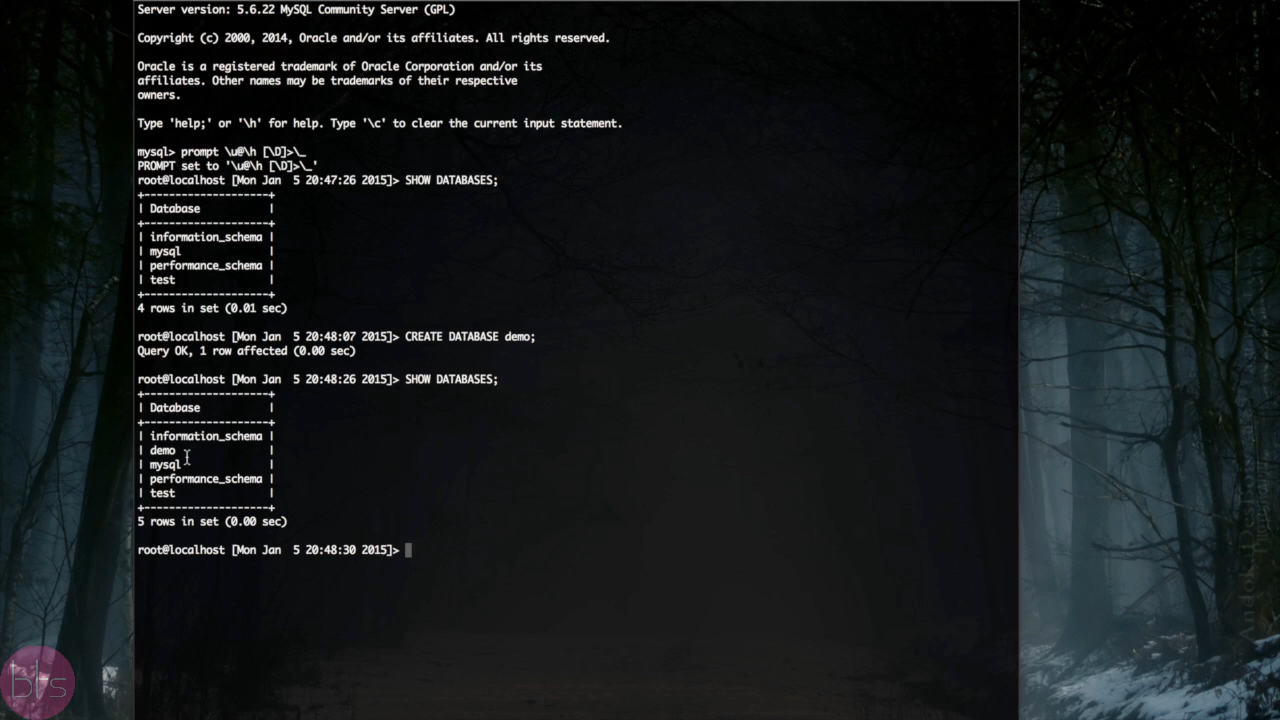 Server version: 5.6.22 MySQL Community Server (GPL)
Copyright (c) 2000, 2014, Oracle and/or its affiliates. All rights reserved.
Oracle is a registered trademark of Oracle Corporation and/or its
affiliates. Other names may be trademarks of their respective
owners.
Type 'help;' or '\h' for help. Type '\c' to clear the current input statement.
mysql> prompt \u@\h [\D]>\_
PROMPT set to '\u@\h [\D]>\_'
root@localhost [Mon Jan  5 20:47:26 2015]> SHOW DATABASES;
+--------------------+
| Database           |
+--------------------+
| information_schema |
| mysql              |
| performance_schema |
| test               |
+--------------------+
4 rows in set (0.01 sec)
root@localhost [Mon Jan  5 20:48:07 2015]> CREATE DATABASE demo;
Query OK, 1 row affected (0.00 sec)
root@localhost [Mon Jan  5 20:48:26 2015]> SHOW DATABASES;
+--------------------+
| Database           |
+--------------------+
| information_schema |
| demo               |
| mysql              |
| performance_schema |
| test               |
+--------------------+
5 rows in set (0.00 sec)
root@localhost [Mon Jan  5 20:48:30 2015]>
bts